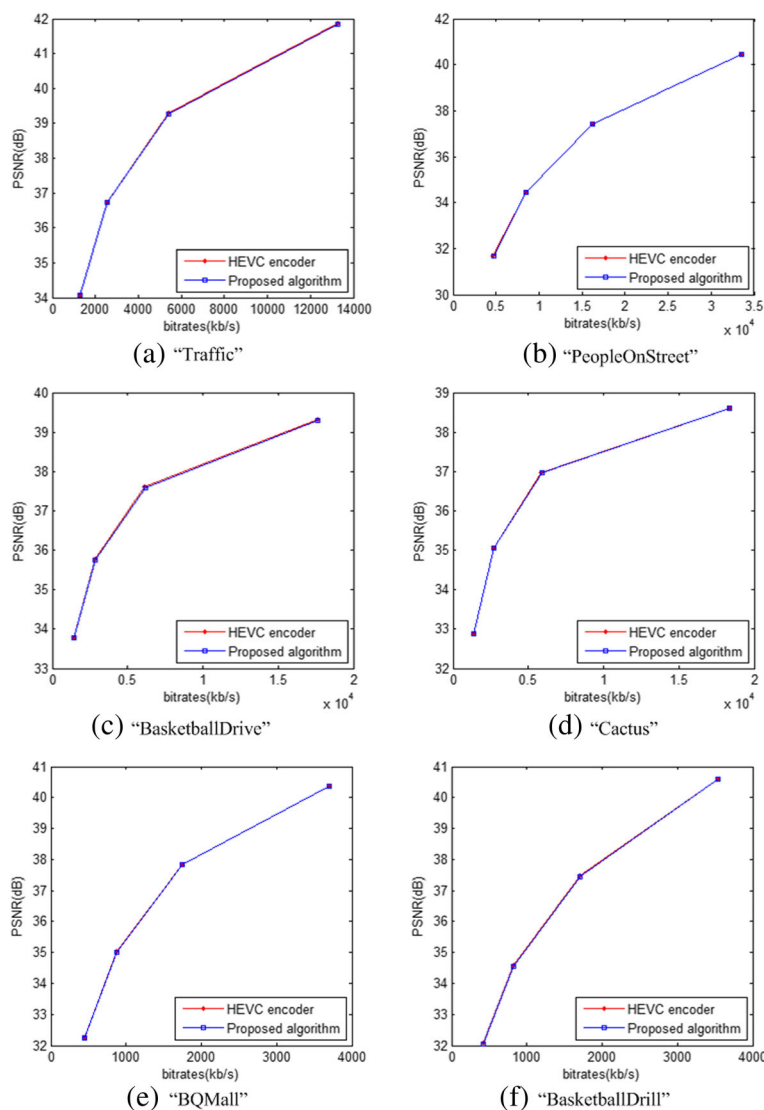 42
41
40
39
38
37
36
35
34
PSNR(dB)
0 2000 4000 6000 8000 10000 12000 14000
bitrates(kb/s)
HEVC encoder
Proposed algorithm
(a) “Traffic”
42
40
38
36
34
32
30
PSNR(dB)
0 0.5 1 1.5 2 2.5 3 3.5
bitrates(kb/s)
x 10^4
HEVC encoder
Proposed algorithm
(b) “PeopleOnStreet”
40
39
38
37
36
35
34
33
PSNR(dB)
0 0.5 1 1.5 2
bitrates(kb/s)
x 10^4
HEVC encoder
Proposed algorithm
(c) “BasketballDrive”
39
38
37
36
35
34
33
32
PSNR(dB)
0 0.5 1 1.5 2
bitrates(kb/s)
x 10^4
HEVC encoder
Proposed algorithm
(d) “Cactus”
41
40
39
38
37
36
35
34
33
32
PSNR(dB)
0 1000 2000 3000 4000
bitrates(kb/s)
HEVC encoder
Proposed algorithm
(e) “BQMall”
41
40
39
38
37
36
35
34
33
32
PSNR(dB)
0 1000 2000 3000 4000
bitrates(kb/s)
HEVC encoder
Proposed algorithm
(f) “BasketballDrill”